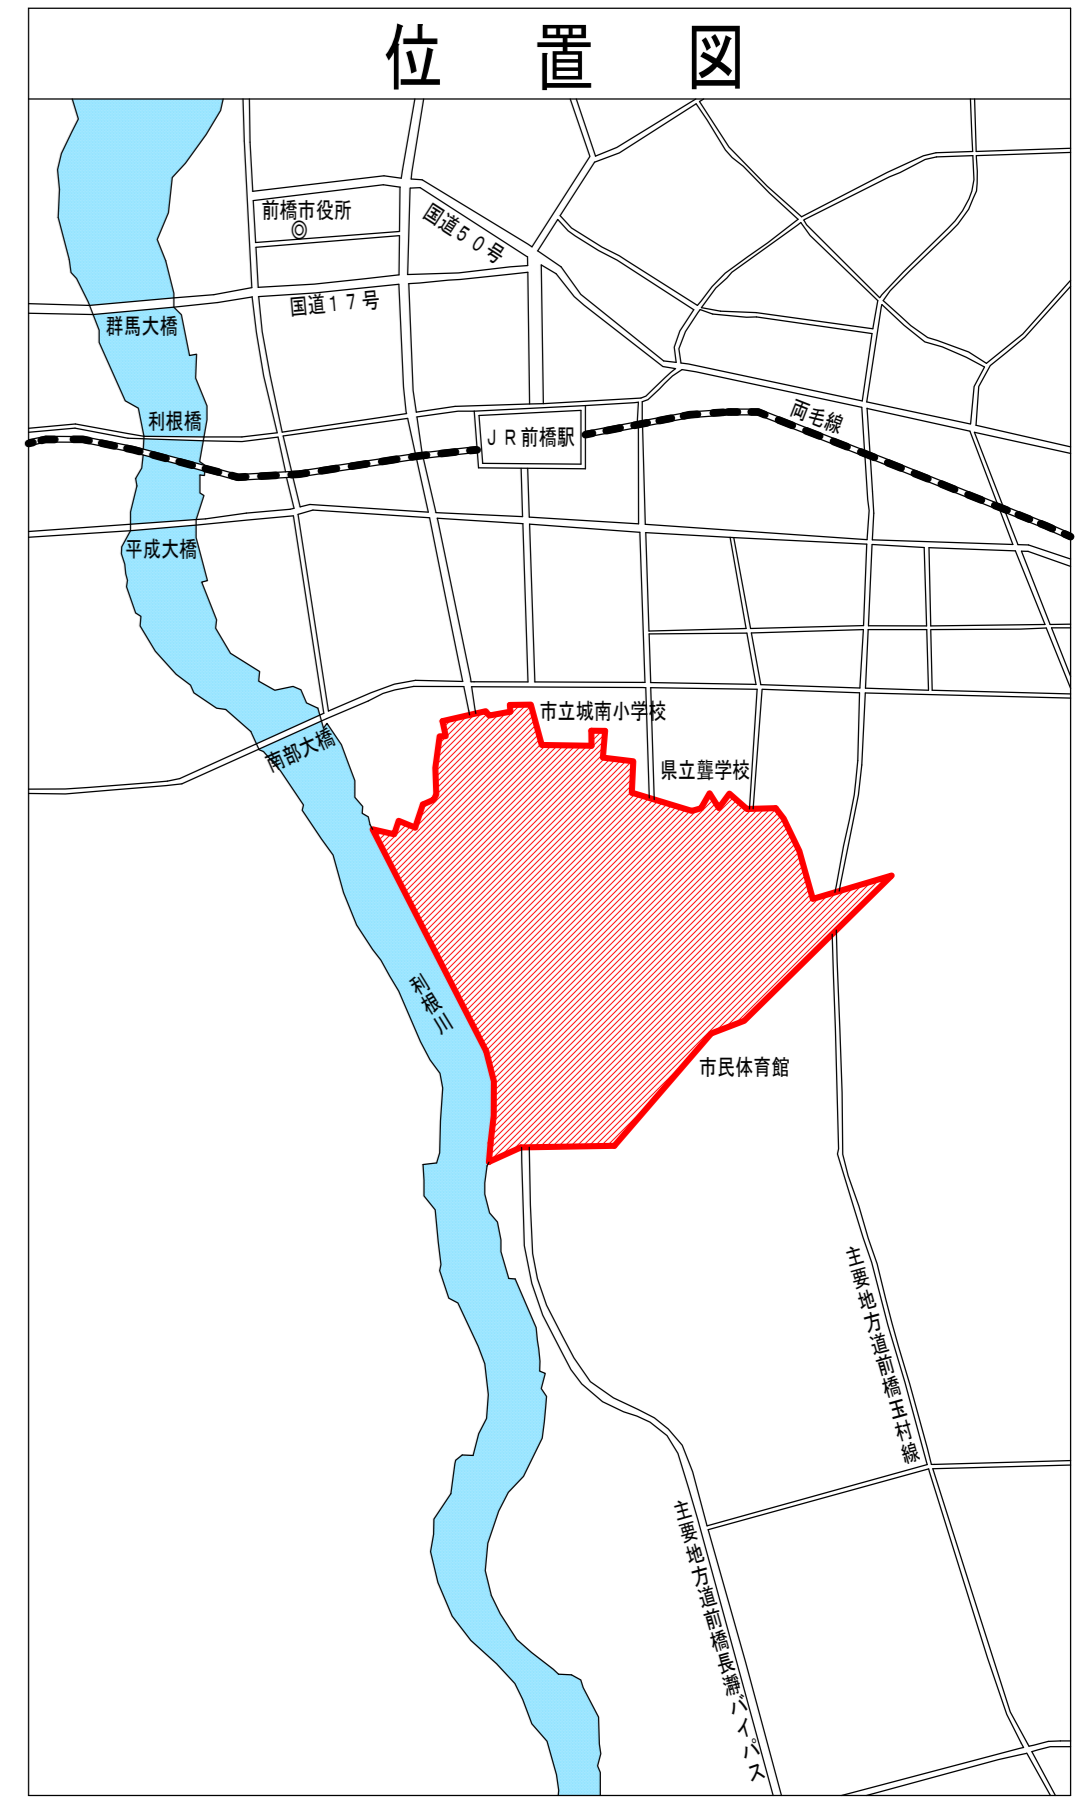 位置図
前橋市役所
国道50号
国道17号
群馬大橋
利根橋
JR前橋駅
両毛線
平成大橋
市立城南小学校
南部大橋
県立聾学校
利根川
市民体育館
主要地方道前橋玉村線
主要地方道前橋長瀞バイパス